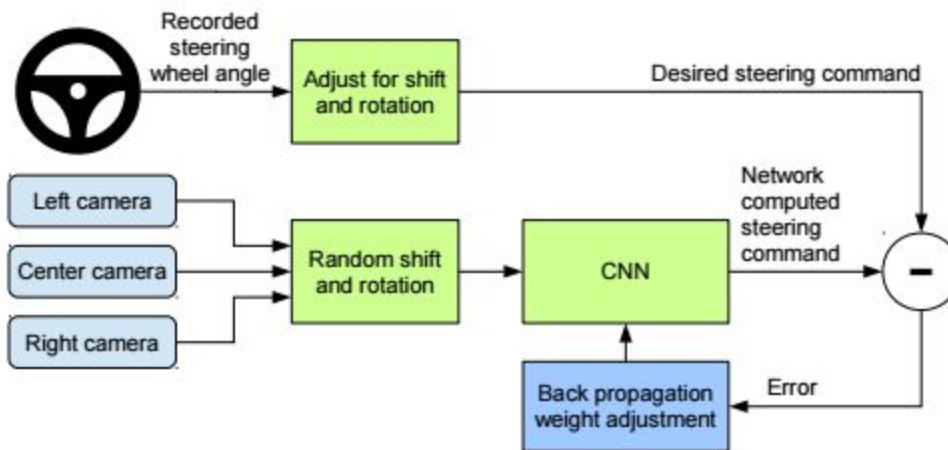 Recorded
steering
wheel angle
Adjust for shift
and rotation
Desired steering command
Left camera
Center camera
Right camera
Random shift
and rotation
CNN
Network
computed
steering
command
-
Back propagation
weight adjustment
Error